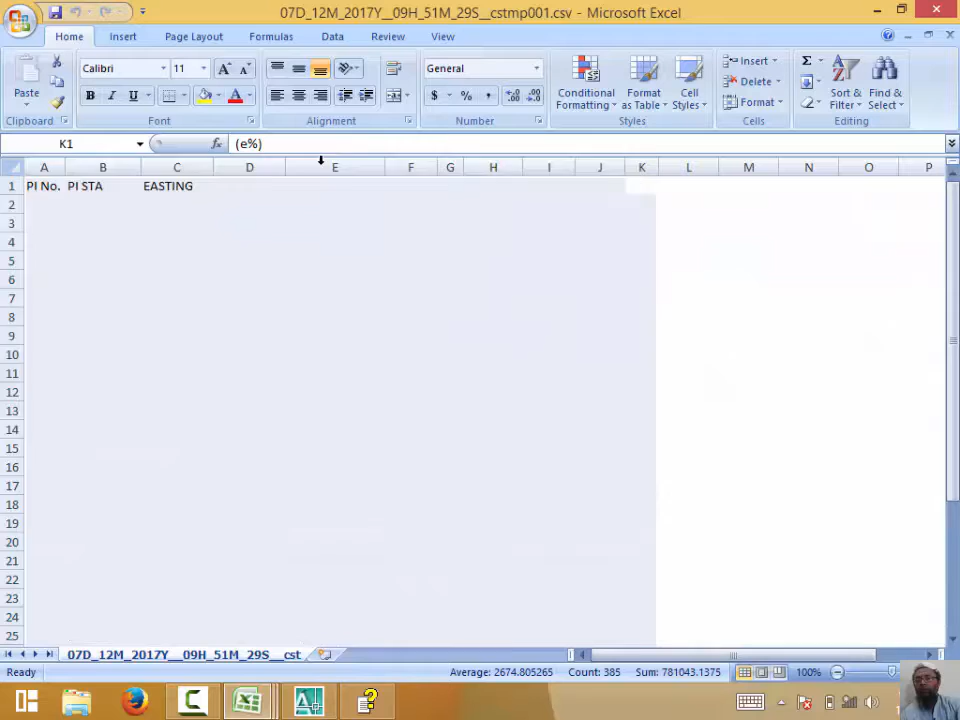 07D_12M_2017Y__09H_51M_29S__cstmp001.csv - Microsoft Excel
Home Insert Page Layout Formulas Data Review View
Paste Calibri 11 A A General Conditional Formatting Format as Table Cell Styles Insert Delete Format Σ Sort & Filter Find & Select
B I U A $ % ,
Clipboard Font Alignment Number Styles Cells Editing
K1 fx (e%)
A B C D E F G H I J K L M N O P
1 PI No. PI STA EASTING
2
3
4
5
6
7
8
9
10
11
12
13
14
15
16
17
18
19
20
21
22
23
24
25
07D_12M_2017Y__09H_51M_29S__cst
Ready Average: 2674.805265 Count: 385 Sum: 781043.1375 100%